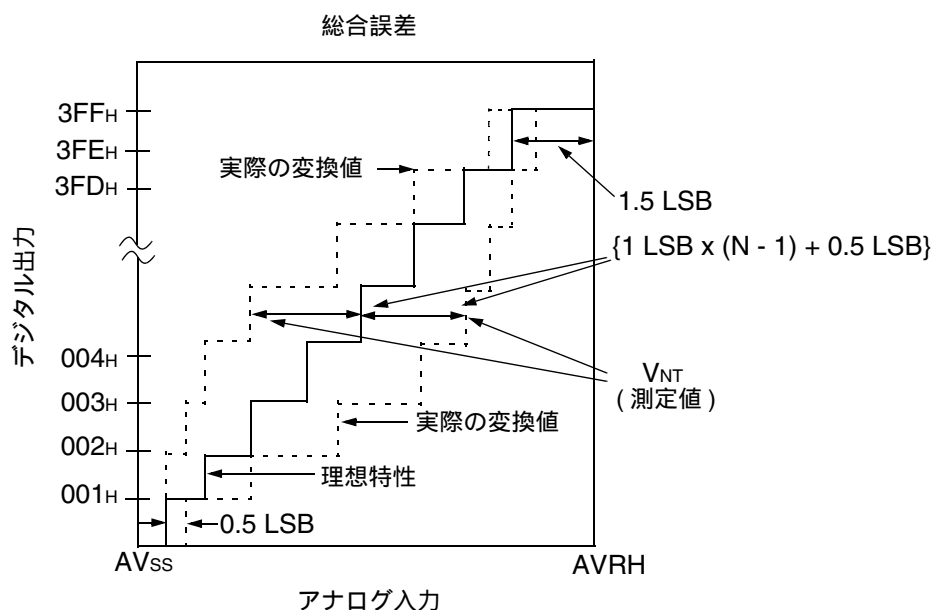 総合誤差
3FFH
3FEH
3FDH
実際の変換値
1.5 LSB
{1 LSB x (N - 1) + 0.5 LSB}
デジタル出力
004H
003H
002H
001H
VNT
( 測定値 )
実際の変換値
理想特性
0.5 LSB
AVSS
AVRH
アナログ入力